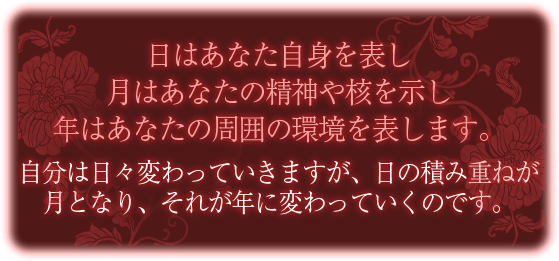 日はあなた自身を表し
月はあなたの精神や核を示し
年はあなたの周囲の環境を表します。
自分は日々変わっていきますが、日の積み重ねが
月となり、それが年に変わっていくのです。